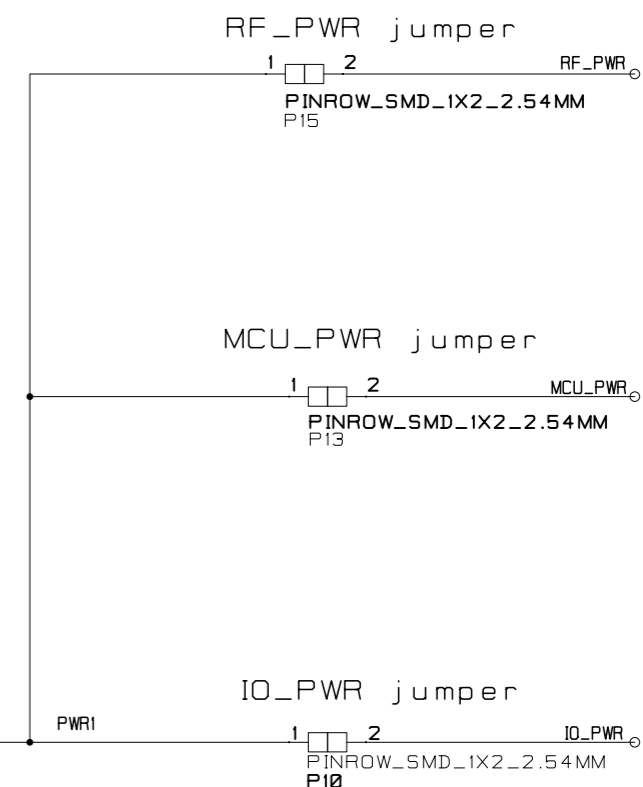 RF_PWR jumper
1 2 RF_PWR
PINROW_SMD_1X2_2.54MM
P15
MCU_PWR jumper
1 2 MCU_PWR
PINROW_SMD_1X2_2.54MM
P13
IO_PWR jumper
PWR1 1 2 IO_PWR
PINROW_SMD_1X2_2.54MM
P10